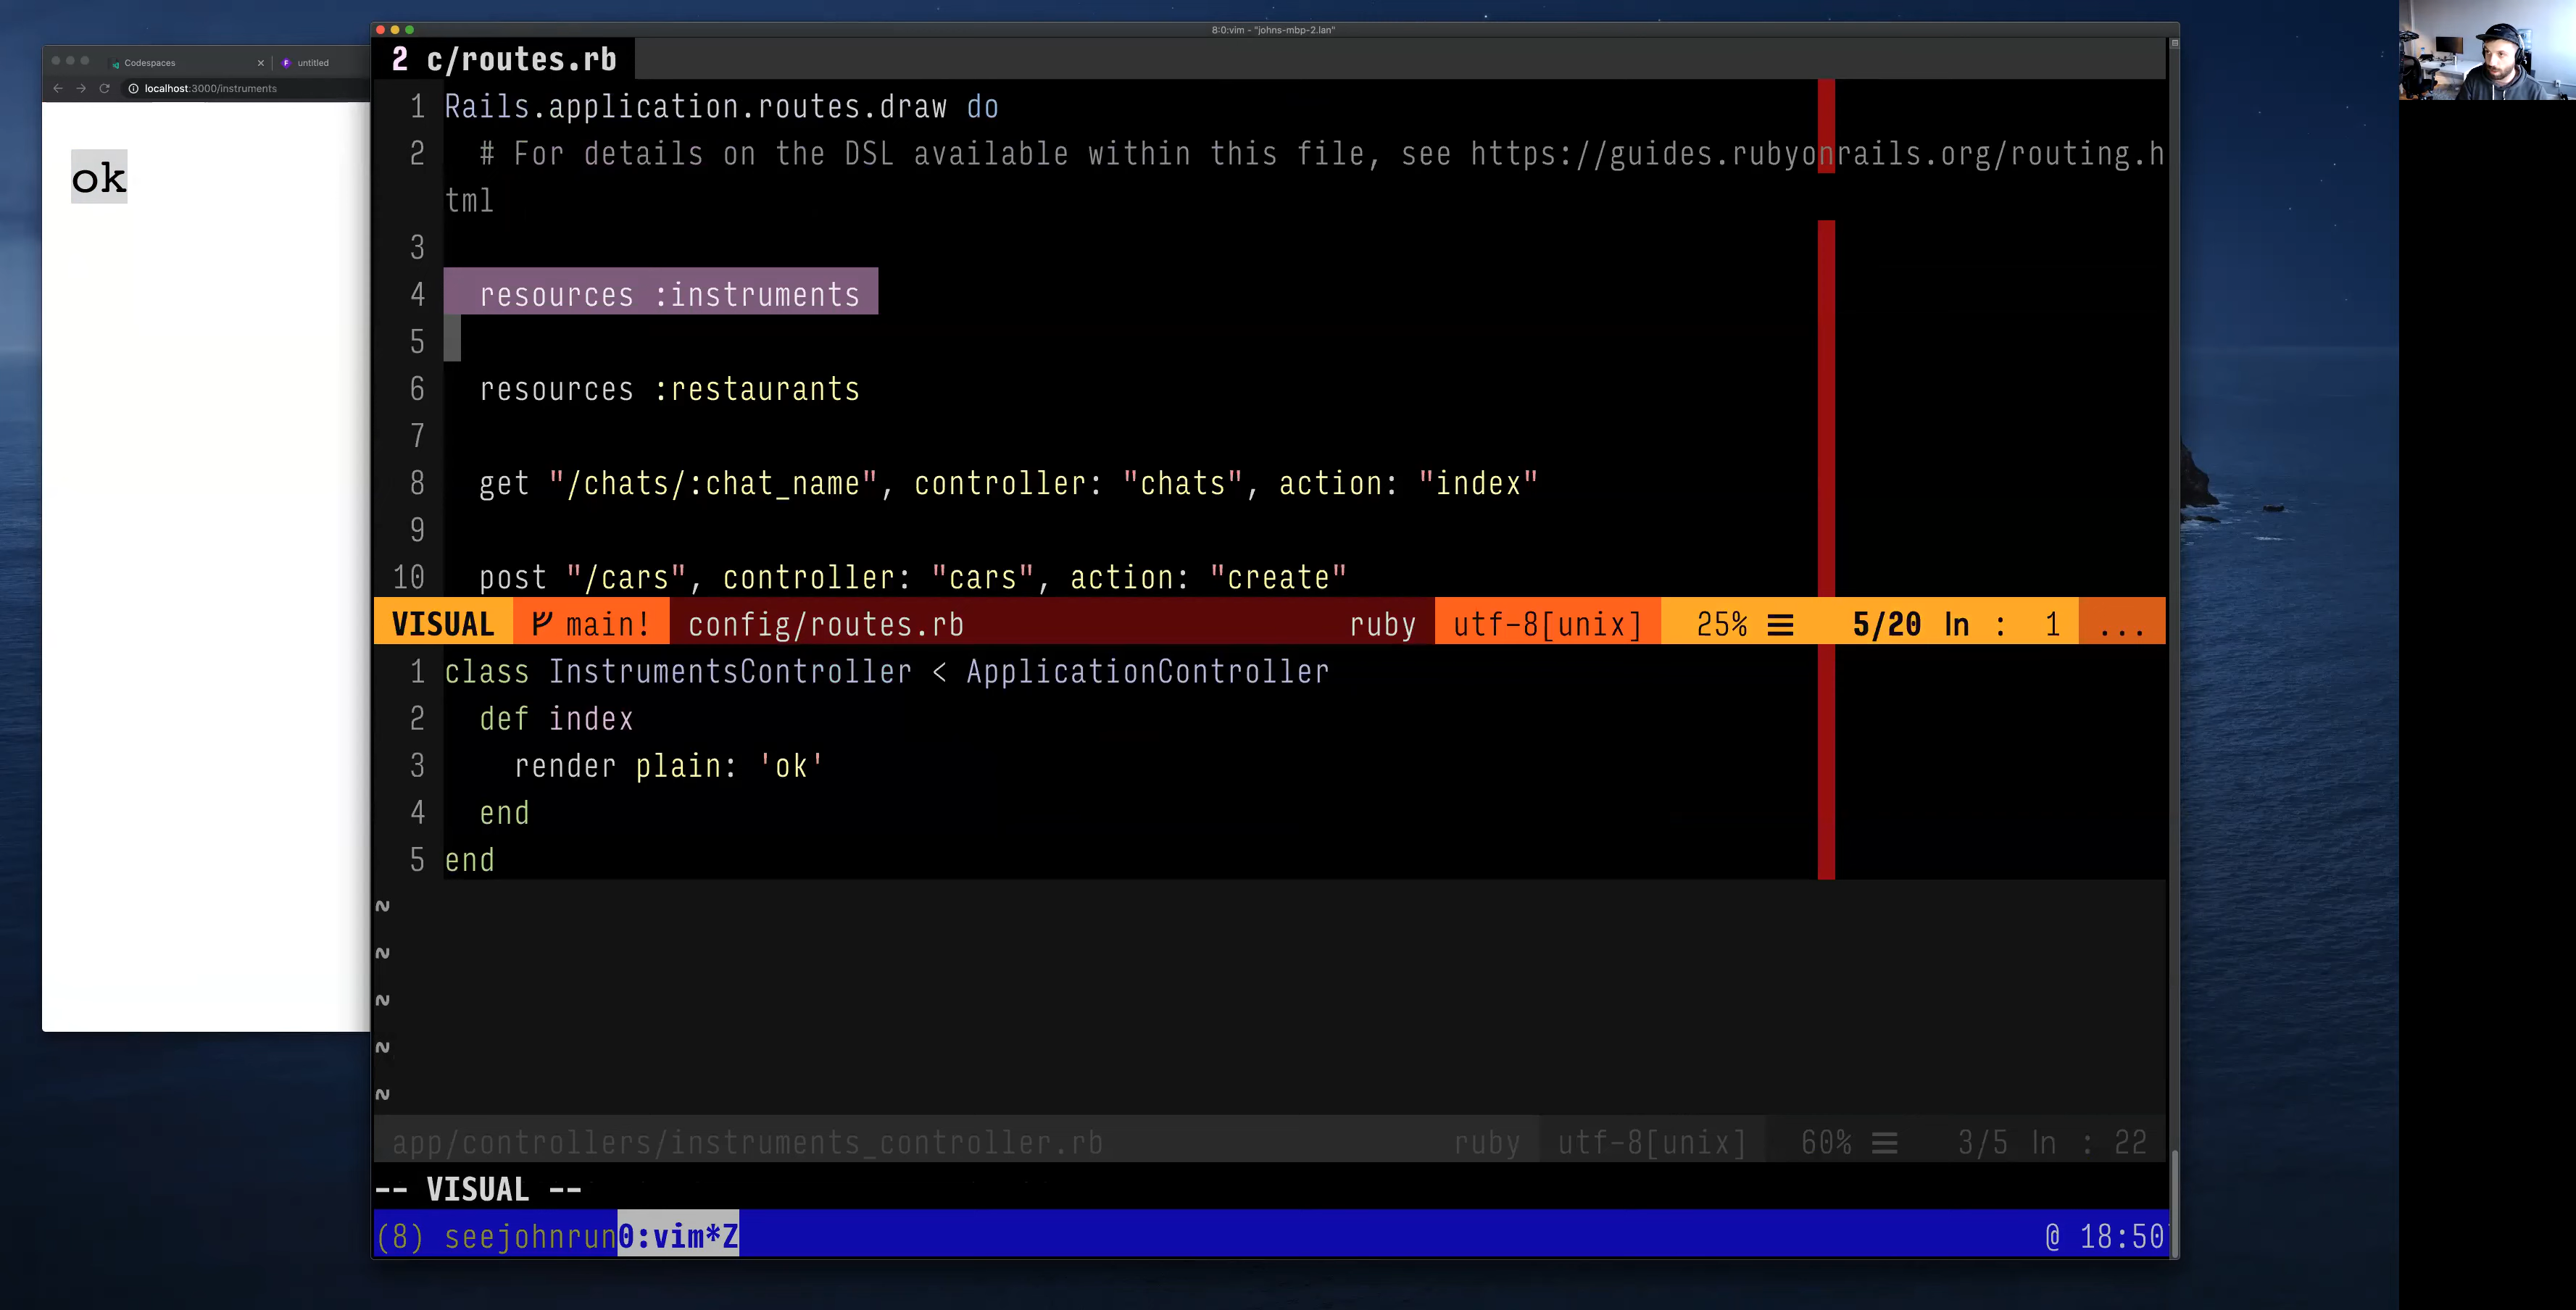 8:0:vim - "johns-mbp-2.lan"
Codespaces
untitled
localhost:3000/instruments
ok
2 c/routes.rb
1 Rails.application.routes.draw do
2 # For details on the DSL available within this file, see https://guides.rubyonrails.org/routing.h
tml
3
4 resources :instruments
5
6 resources :restaurants
7
8 get "/chats/:chat_name", controller: "chats", action: "index"
9
10 post "/cars", controller: "cars", action: "create"
VISUAL main! config/routes.rb ruby utf-8[unix] 25% ☰ 5/20 ln : 1 ...
1 class InstrumentsController < ApplicationController
2 def index
3 render plain: 'ok'
4 end
5 end
~
~
~
~
~
app/controllers/instruments_controller.rb ruby utf-8[unix] 60% ☰ 3/5 ln : 22
-- VISUAL --
(8) seejohnrun 0:vim*Z @ 18:50